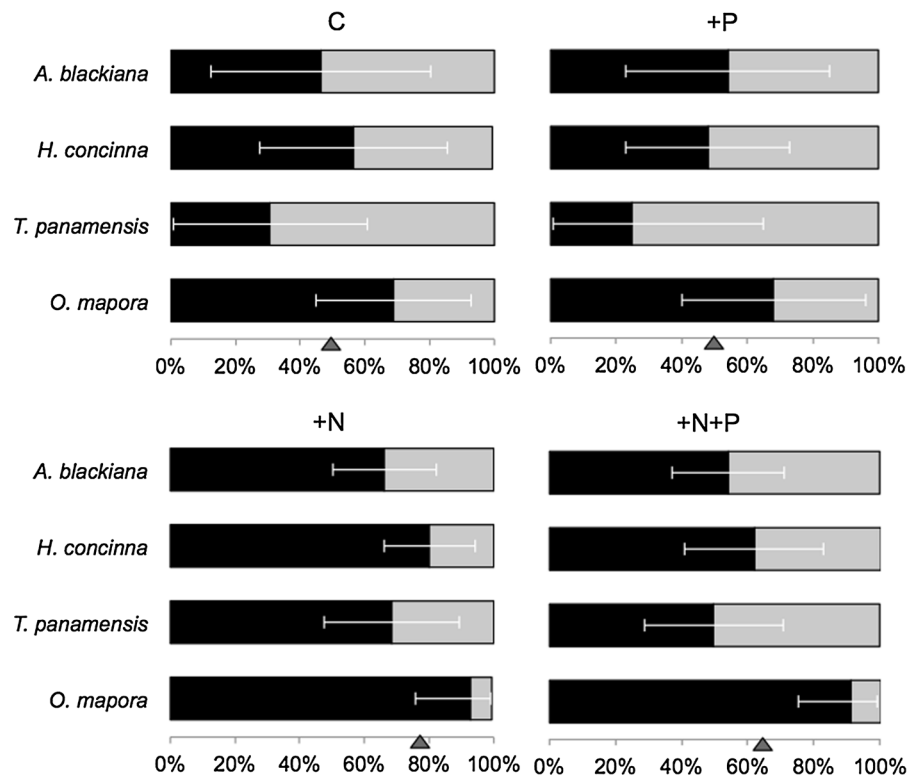 C
+P
A. blackiana
H. concinna
T. panamensis
O. mapora
0% 20% 40% 60% 80% 100%
0% 20% 40% 60% 80% 100%
+N
+N+P
A. blackiana
H. concinna
T. panamensis
O. mapora
0% 20% 40% 60% 80% 100%
0% 20% 40% 60% 80% 100%